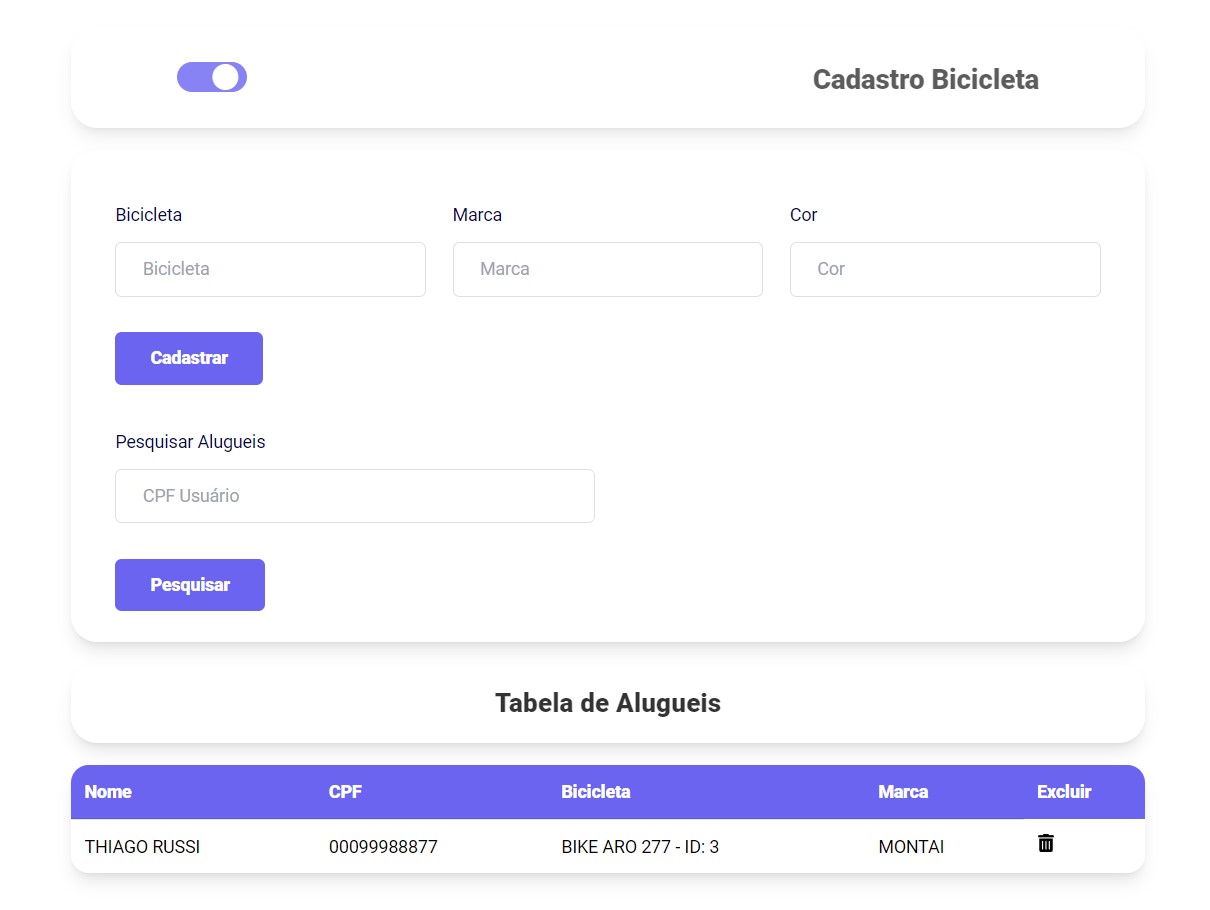 Cadastro Bicicleta
Bicicleta Marca Cor
Bicicleta Marca Cor
Cadastrar
Pesquisar Alugueis
CPF Usuário
Pesquisar
Tabela de Alugueis
Nome CPF Bicicleta Marca Excluir
THIAGO RUSSI 00099988877 BIKE ARO 277 - ID: 3 MONTAI